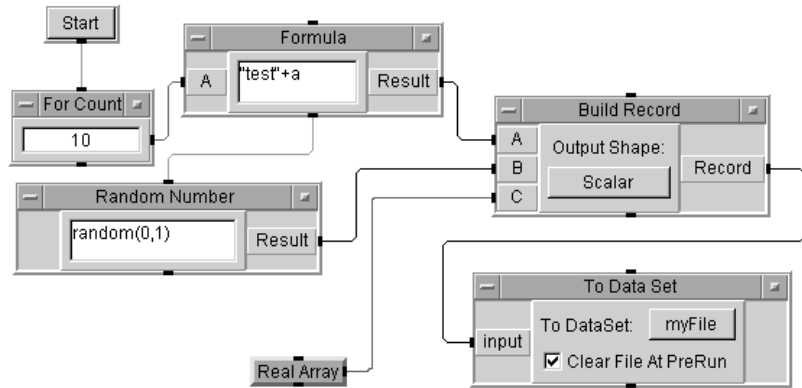 Start
Formula
A
"test"+a
Result
For Count
10
Random Number
random(0,1)
Result
Build Record
A
B
C
Output Shape:
Scalar
Record
To Data Set
input
To DataSet:
myFile
Clear File At PreRun
Real Array